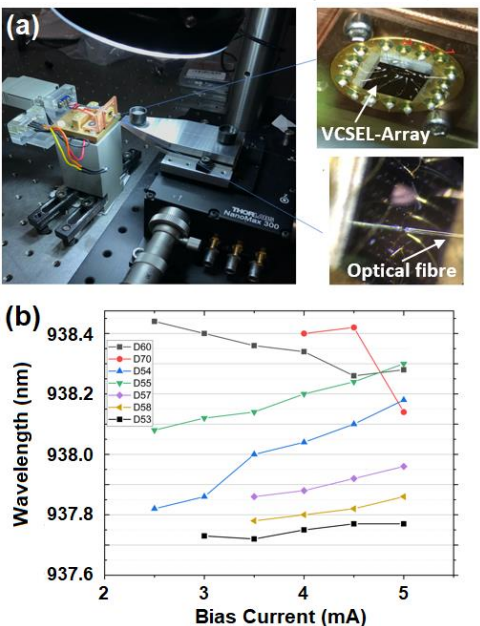 (a)
VCSEL-Array
THORLABS
NanoMax 300
Optical fibre
(b)
Wavelength (nm)
938.4
938.2
938.0
937.8
937.6
D60
D70
D54
D55
D57
D58
D53
2
3
4
5
Bias Current (mA)